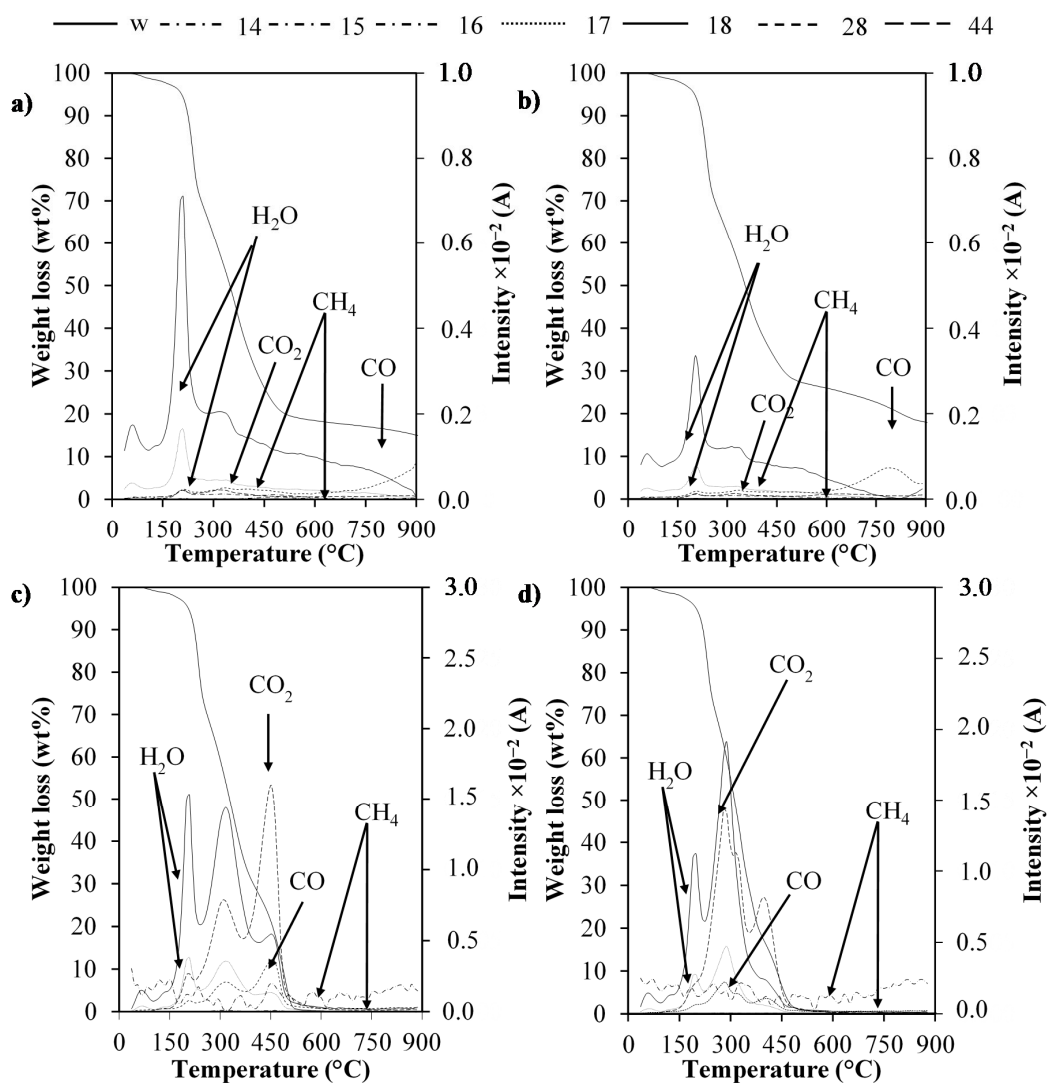 w 14 15 16 17 18 28 44
a)
100 90 80 70 60 50 40 30 20 10 0
Weight loss (wt%)
H₂O
CO₂
CH₄
CO
1.0 0.8 0.6 0.4 0.2 0.0
Intensity ×10⁻² (A)
0 150 300 450 600 750 900
Temperature (°C)
b)
100 90 80 70 60 50 40 30 20 10 0
Weight loss (wt%)
H₂O
CO₂
CH₄
CO
1.0 0.8 0.6 0.4 0.2 0.0
Intensity ×10⁻² (A)
0 150 300 450 600 750 900
Temperature (°C)
c)
100 90 80 70 60 50 40 30 20 10 0
Weight loss (wt%)
H₂O
CO₂
CO
CH₄
3.0 2.5 2.0 1.5 1.0 0.5 0.0
Intensity ×10⁻² (A)
0 150 300 450 600 750 900
Temperature (°C)
d)
100 90 80 70 60 50 40 30 20 10 0
Weight loss (wt%)
H₂O
CO₂
CO
CH₄
3.0 2.5 2.0 1.5 1.0 0.5 0.0
Intensity ×10⁻² (A)
0 150 300 450 600 750 900
Temperature (°C)